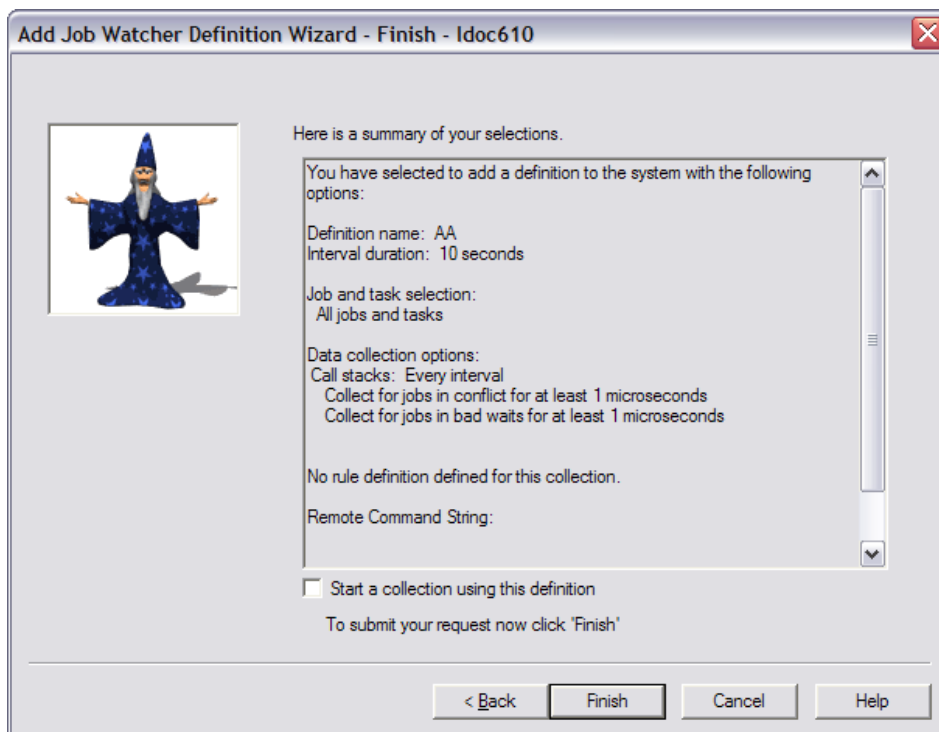 Add Job Watcher Definition Wizard - Finish - Idoc610
Here is a summary of your selections.
You have selected to add a definition to the system with the following
options:
Definition name: AA
Interval duration: 10 seconds
Job and task selection:
All jobs and tasks
Data collection options:
Call stacks: Every interval
Collect for jobs in conflict for at least 1 microseconds
Collect for jobs in bad waits for at least 1 microseconds
No rule definition defined for this collection.
Remote Command String:
Start a collection using this definition
To submit your request now click 'Finish'
< Back Finish Cancel Help